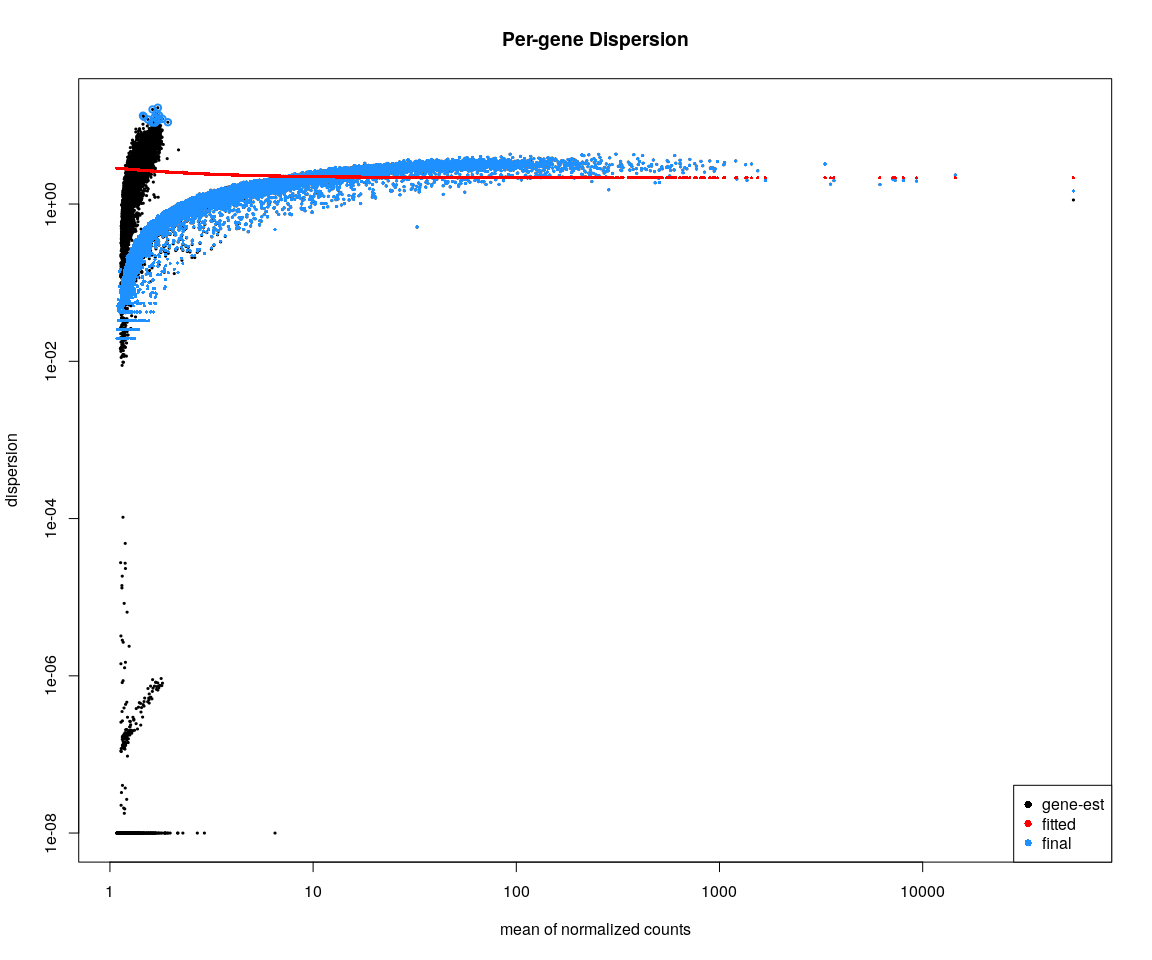 Per-gene Dispersion
dispersion
1e+00
1e-02
1e-04
1e-06
1e-08
1 10 100 1000 10000
mean of normalized counts
gene-est
fitted
final